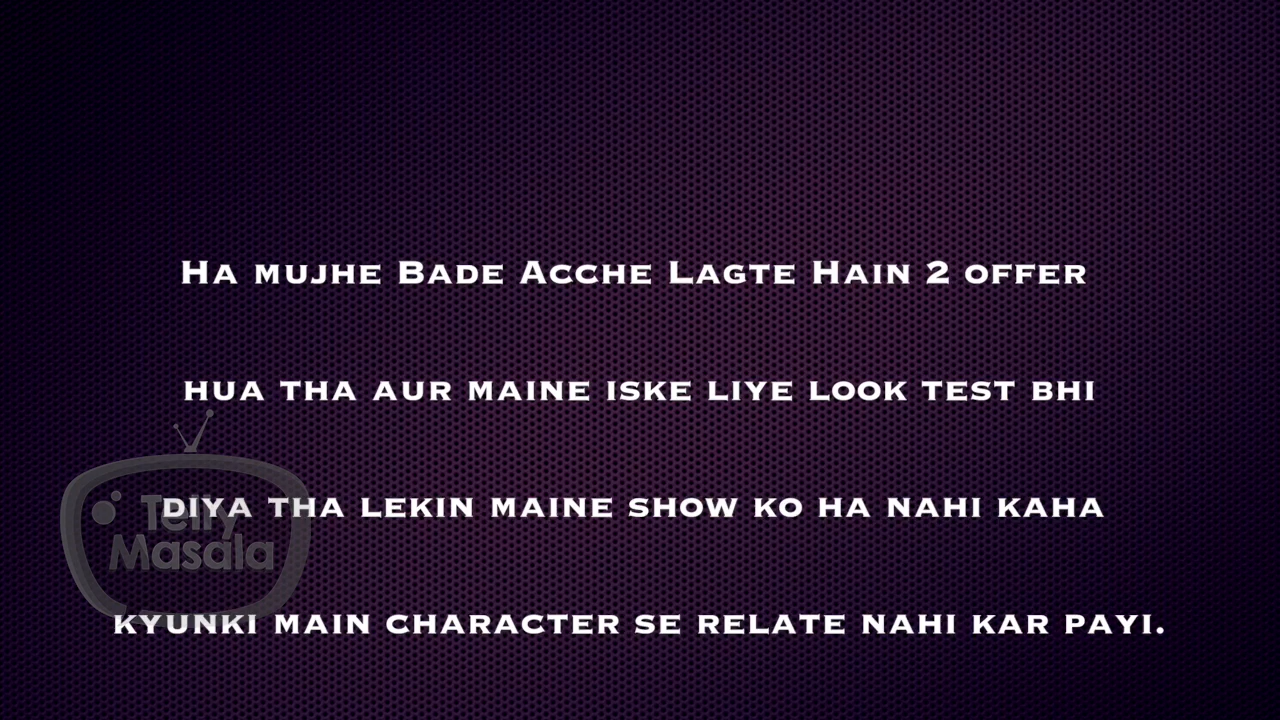 Ha mujhe Bade Acche Lagte Hain 2 offer
hua tha aur maine iske liye look test bhi
diya tha lekin maine show ko ha nahi kaha
kyunki main character se relate nahi kar payi.
Telly
Masala